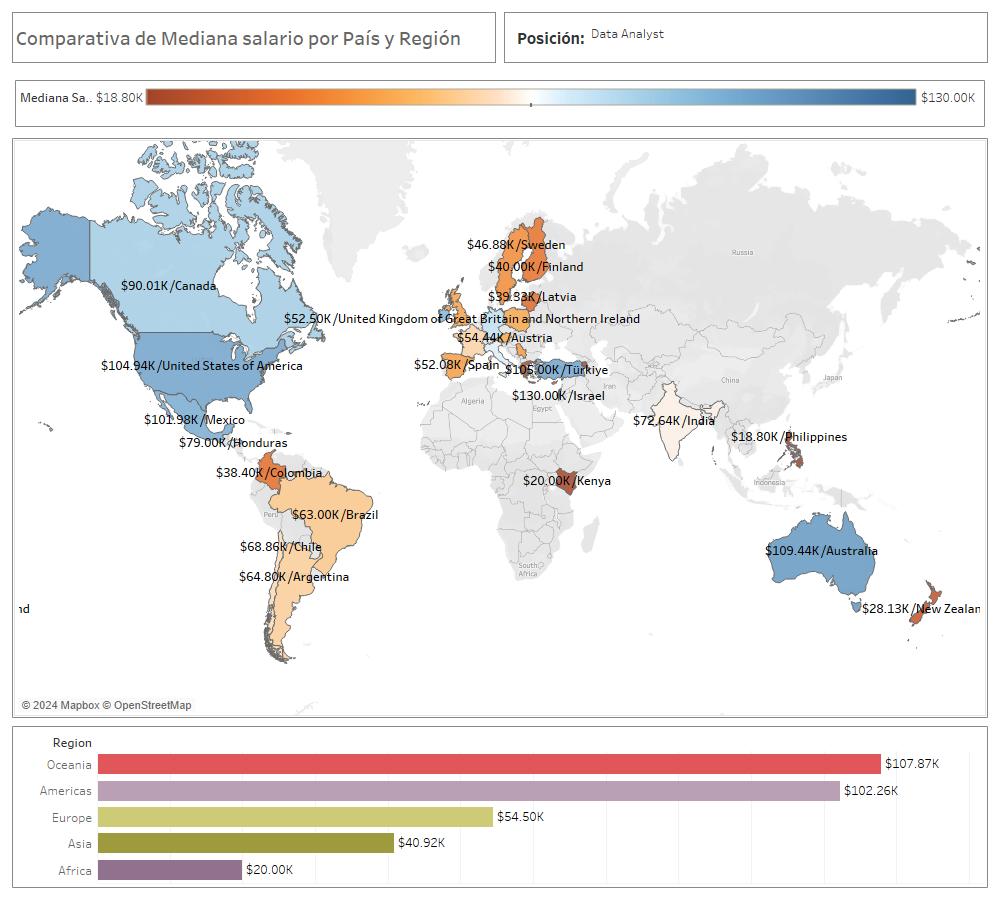 Comparativa de Mediana salario por País y Región
Posición: Data Analyst
Mediana Sa.. $18.80K $130.00K
Russia
$46.88K/Sweden
$40.00K/Finland
$90.01K/Canada
$39.33K/Latvia
$52.50K/United Kingdom of Great Britain and Northern Ireland
$54.44K/Austria
$104.94K/United States of America
$52.08K/Spain
$105.00K/Türkiye
China
Japan
Iran
Algeria
$130.00K/Israel
Egypt
$101.98K/Mexico
$72.64K/India
$18.80K/Philippines
$79.00K/Honduras
$38.40K/Colombia
$20.00K/Kenya
Indonesia
Peru
$63.00K/Brazil
$68.86K/Chile
$109.44K/Australia
South
Africa
$64.80K/Argentina
nd
$28.13K/New Zealan
© 2024 Mapbox © OpenStreetMap
Region
Oceania $107.87K
Americas $102.26K
Europe $54.50K
Asia $40.92K
Africa $20.00K